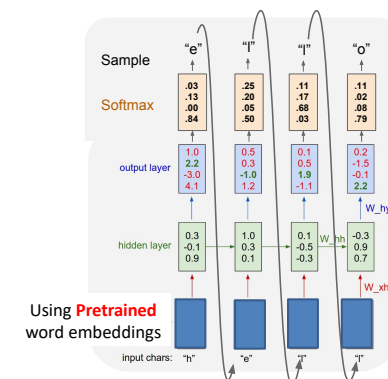 Sample "e" "l" "l" "o"
Softmax
.03 .25 .11 .11
.13 .20 .17 .02
.00 .05 .68 .08
.84 .50 .03 .79
output layer
1.0 0.5 0.1 0.2
2.2 0.3 0.5 -1.5
-3.0 -1.0 1.9 -0.1
4.1 1.2 -1.1 2.2
W_hy
hidden layer
0.3 1.0 0.1 -0.3
-0.1 0.3 -0.5 0.9
0.9 0.1 -0.3 0.7
W_hh
W_xh
Using Pretrained
word embeddings
input chars: "h" "e" "l" "l"